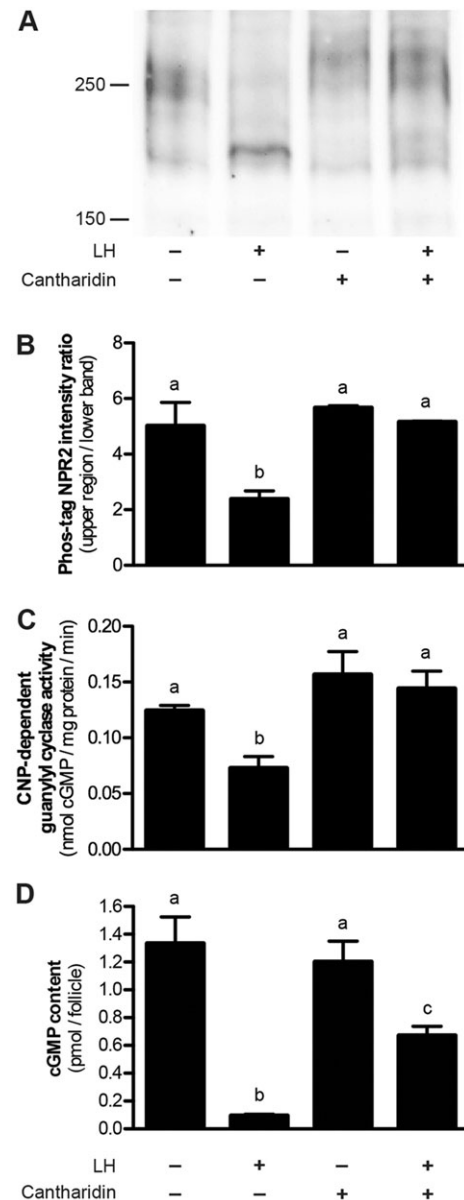 A
250
150
LH − + − +
Cantharidin − − + +
B
Phos-tag NPR2 intensity ratio
(upper region / lower band)
8
6
4
2
0
a b a a
C
CNP-dependent
guanylyl cyclase activity
(nmol cGMP / mg protein / min)
0.20
0.15
0.10
0.05
0.00
a b a a
D
cGMP content
(pmol / follicle)
1.6
1.4
1.2
1.0
0.8
0.6
0.4
0.2
0.0
a b a c
LH − + − +
Cantharidin − − + +